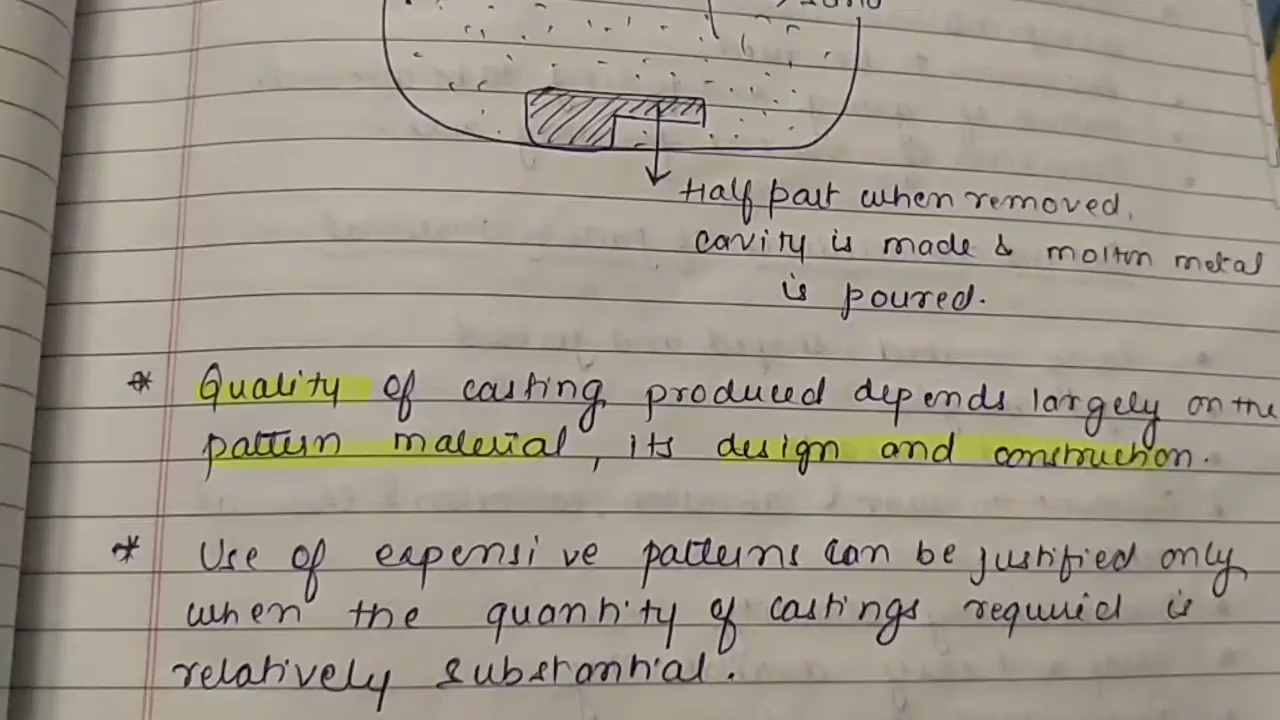 Half part when removed,
cavity is made & molten metal
is poured.
* Quality of casting produced depends largely on the
pattern material, its design and construction.
* Use of expensive patterns can be justified only
when the quantity of castings required is
relatively substantial.